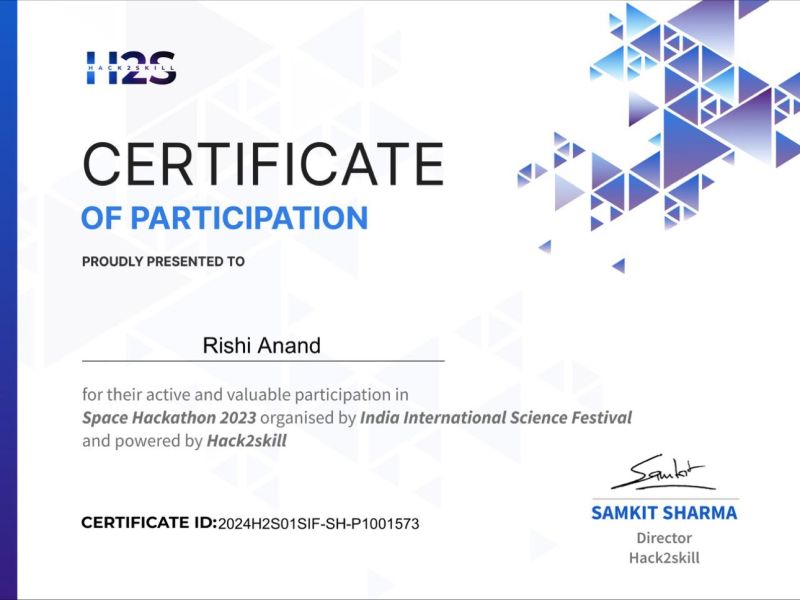 H2S
HACK2SKILL
CERTIFICATE
OF PARTICIPATION
PROUDLY PRESENTED TO
Rishi Anand
for their active and valuable participation in
Space Hackathon 2023 organised by India International Science Festival
and powered by Hack2skill
Samkit
SAMKIT SHARMA
Director
Hack2skill
CERTIFICATE ID:2024H2S01SIF-SH-P1001573